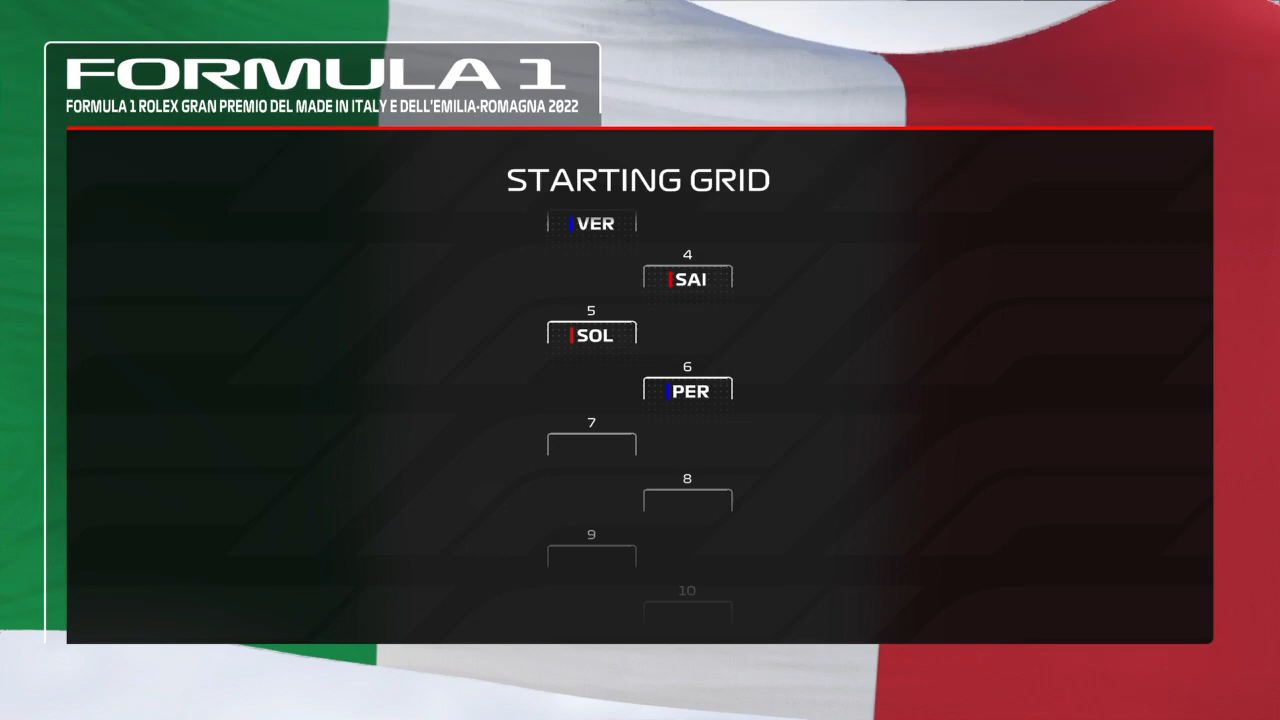 FORMULA 1
FORMULA 1 ROLEX GRAN PREMIO DEL MADE IN ITALY E DELL'EMILIA-ROMAGNA 2022
STARTING GRID
VER
4
SAI
5
SOL
6
PER
7
8
9
10